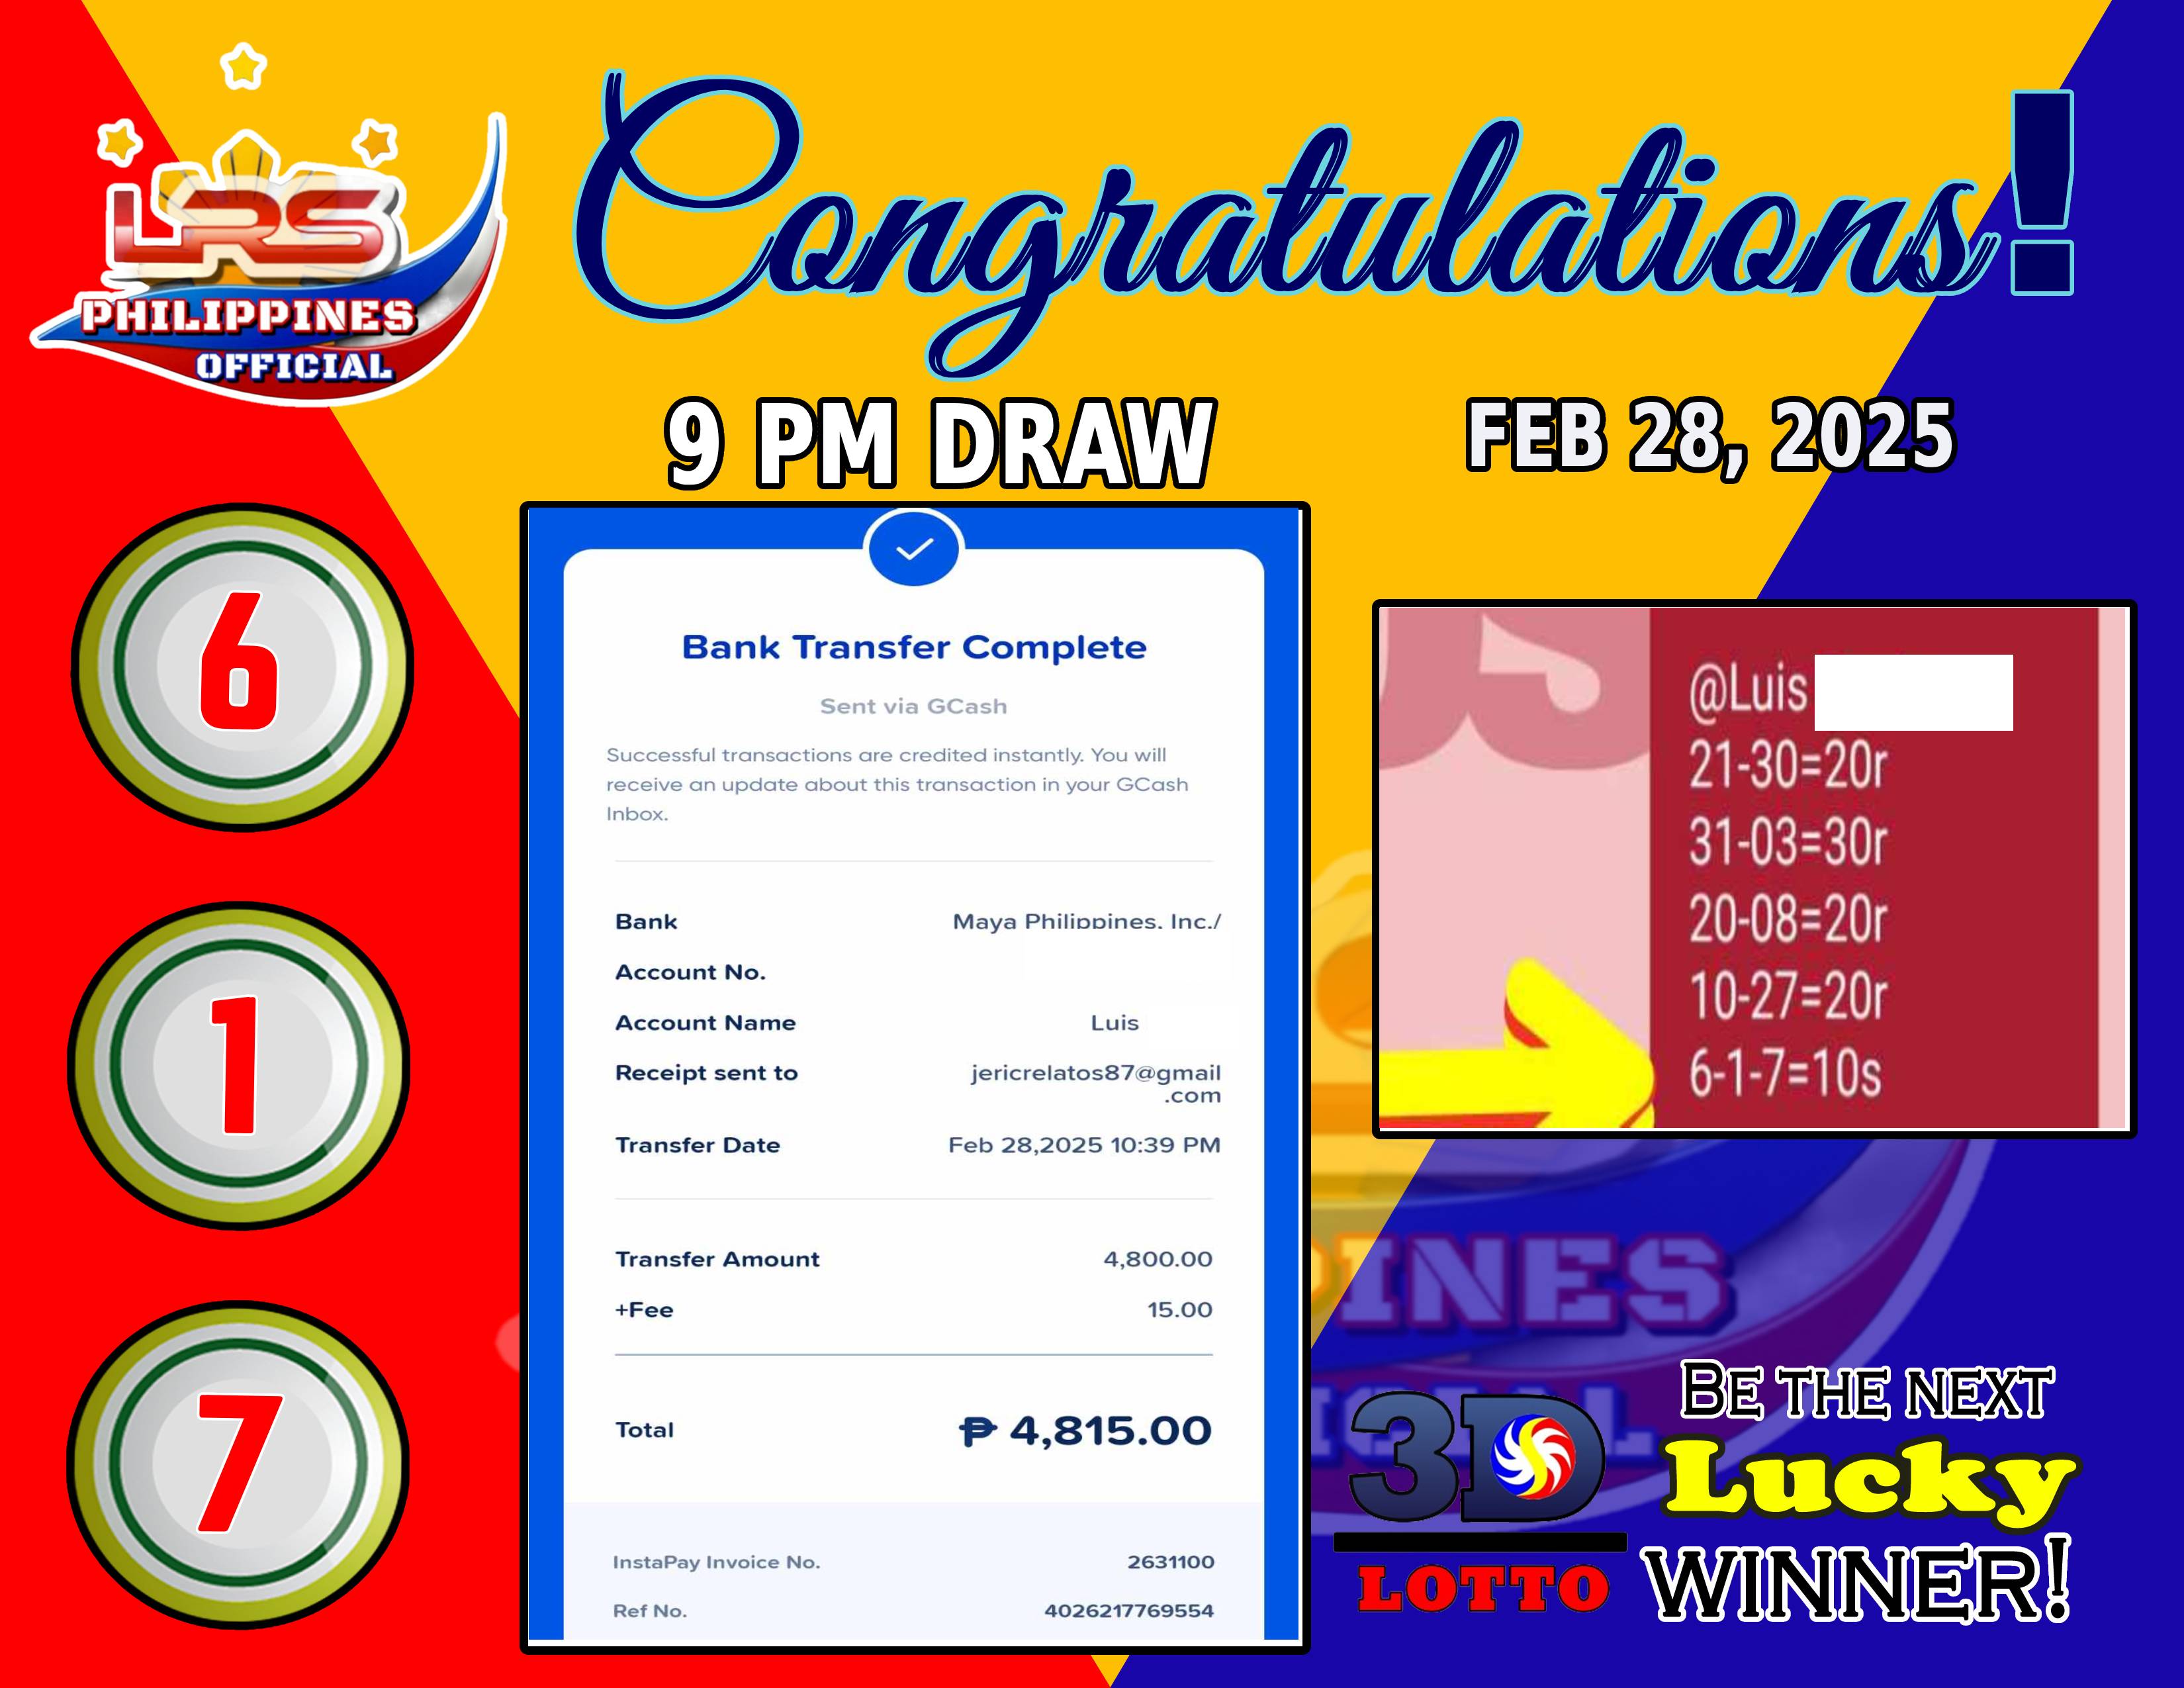 LRS
PHILIPPINES
OFFICIAL
Congratulations!
9 PM DRAW
FEB 28, 2025
6
1
7
Bank Transfer Complete
Sent via GCash
Successful transactions are credited instantly. You will
receive an update about this transaction in your GCash
Inbox.
Bank Maya Philippines, Inc./
Account No.
Account Name Luis
Receipt sent to jericrelatos87@gmail
.com
Transfer Date Feb 28,2025 10:39 PM
Transfer Amount 4,800.00
+Fee 15.00
Total ₱ 4,815.00
InstaPay Invoice No. 2631100
Ref No. 4026217769554
@Luis
21-30=20r
31-03=30r
20-08=20r
10-27=20r
6-1-7=10s
PINES
ICIAL
3D
LOTTO
BE THE NEXT
Lucky
WINNER!